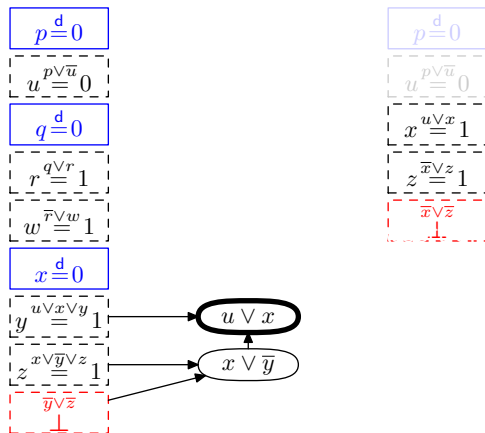 p d= 0
u p∨u̅= 0
q d= 0
r q∨r= 1
w r̅∨w= 1
x d= 0
y u∨x∨y= 1
z x∨y̅∨z= 1
y̅∨z̅
⊥
u ∨ x
x ∨ y̅
p d= 0
u p∨u̅= 0
x u∨x= 1
z x̅∨z= 1
x̅∨z̅
⊥